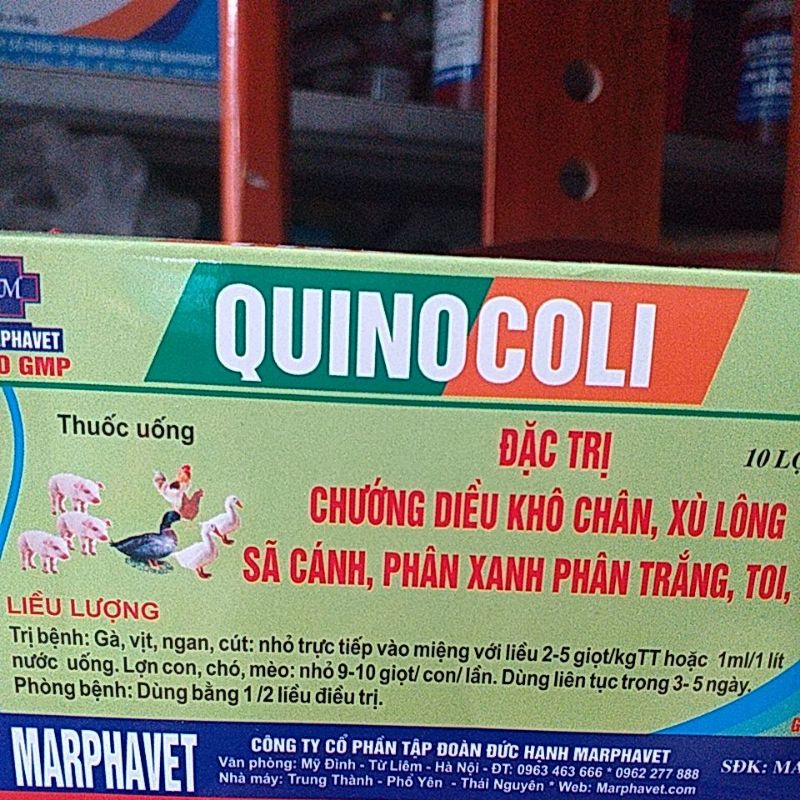 QUINOCOLI
M
PHAVET
GMP
Thuốc uống
ĐẶC TRỊ
10 LỌ
CHƯỚNG DIỀU KHÔ CHÂN, XÙ LÔNG
SÃ CÁNH, PHÂN XANH PHÂN TRẮNG, TOI,
LIỀU LƯỢNG
Trị bệnh: Gà, vịt, ngan, cút: nhỏ trực tiếp vào miệng với liều 2-5 giọt/kgTT hoặc 1ml/1 lít
nước uống. Lợn con, chó, mèo: nhỏ 9-10 giọt/ con/ lần. Dùng liên tục trong 3- 5 ngày.
Phòng bệnh: Dùng bằng 1 /2 liều điều trị.
MARPHAVET
CÔNG TY CỔ PHẦN TẬP ĐOÀN ĐỨC HẠNH MARPHAVET
Văn phòng: Mỹ Đình - Từ Liêm - Hà Nội - ĐT: 0963 463 666 * 0962 277 888
Nhà máy: Trung Thành - Phổ Yên - Thái Nguyên * Web: Marphavet.com
SĐK: MA